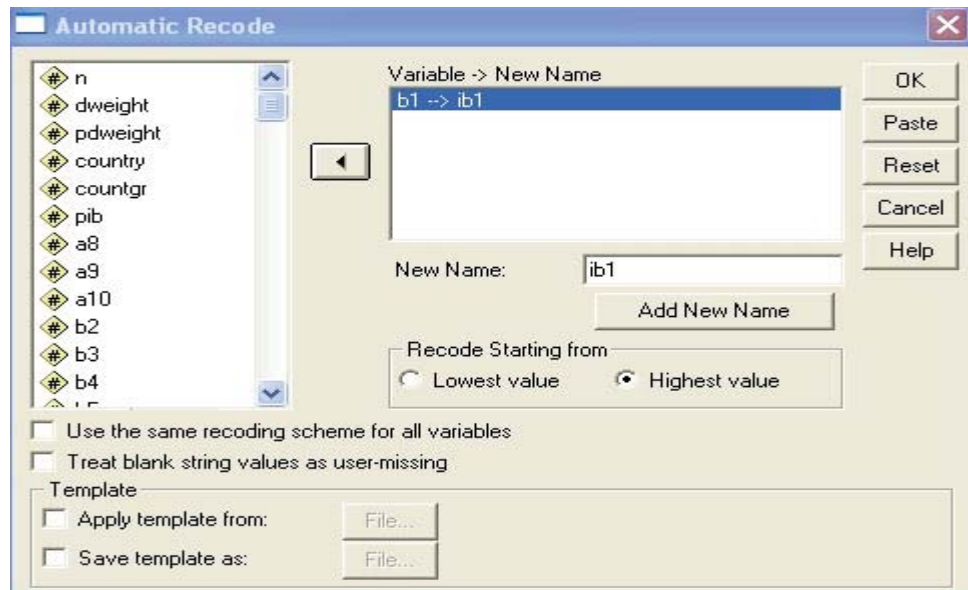 Automatic Recode
n
dweight
pdweight
country
countgr
pib
a8
a9
a10
b2
b3
b4
Variable -> New Name
b1 --> ib1
New Name:
ib1
Add New Name
Recode Starting from
Lowest value
Highest value
OK
Paste
Reset
Cancel
Help
Use the same recoding scheme for all variables
Treat blank string values as user-missing
Template
Apply template from:
File...
Save template as:
File...